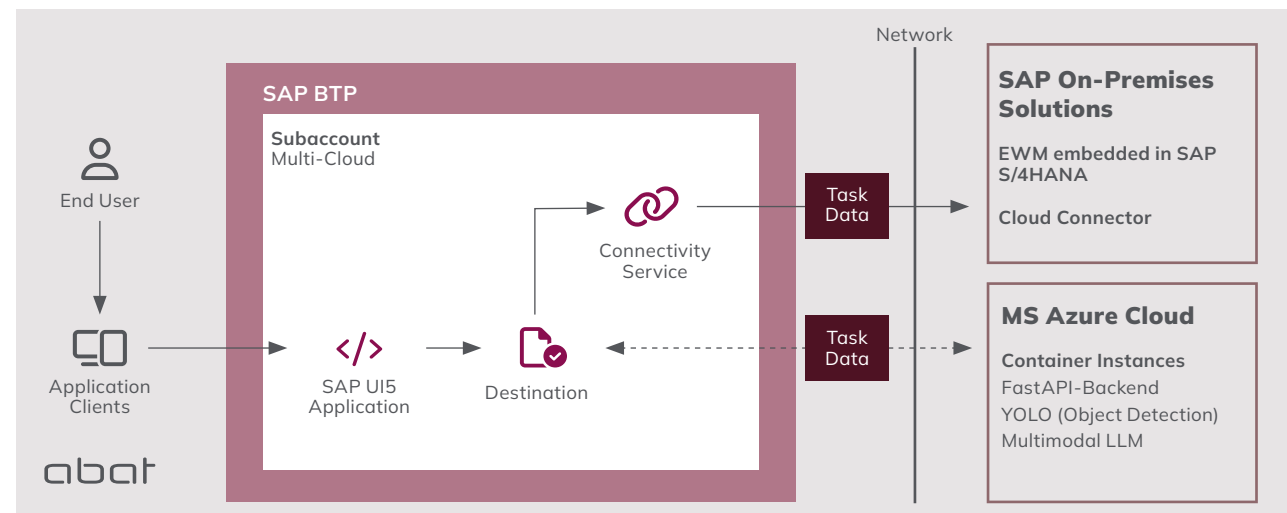 Network
SAP BTP
Subaccount
Multi-Cloud
End User
Application
Clients
SAP UI5
Application
Destination
Connectivity
Service
Task
Data
Task
Data
SAP On-Premises
Solutions
EWM embedded in SAP
S/4HANA
Cloud Connector
MS Azure Cloud
Container Instances
FastAPI-Backend
YOLO (Object Detection)
Multimodal LLM
abat